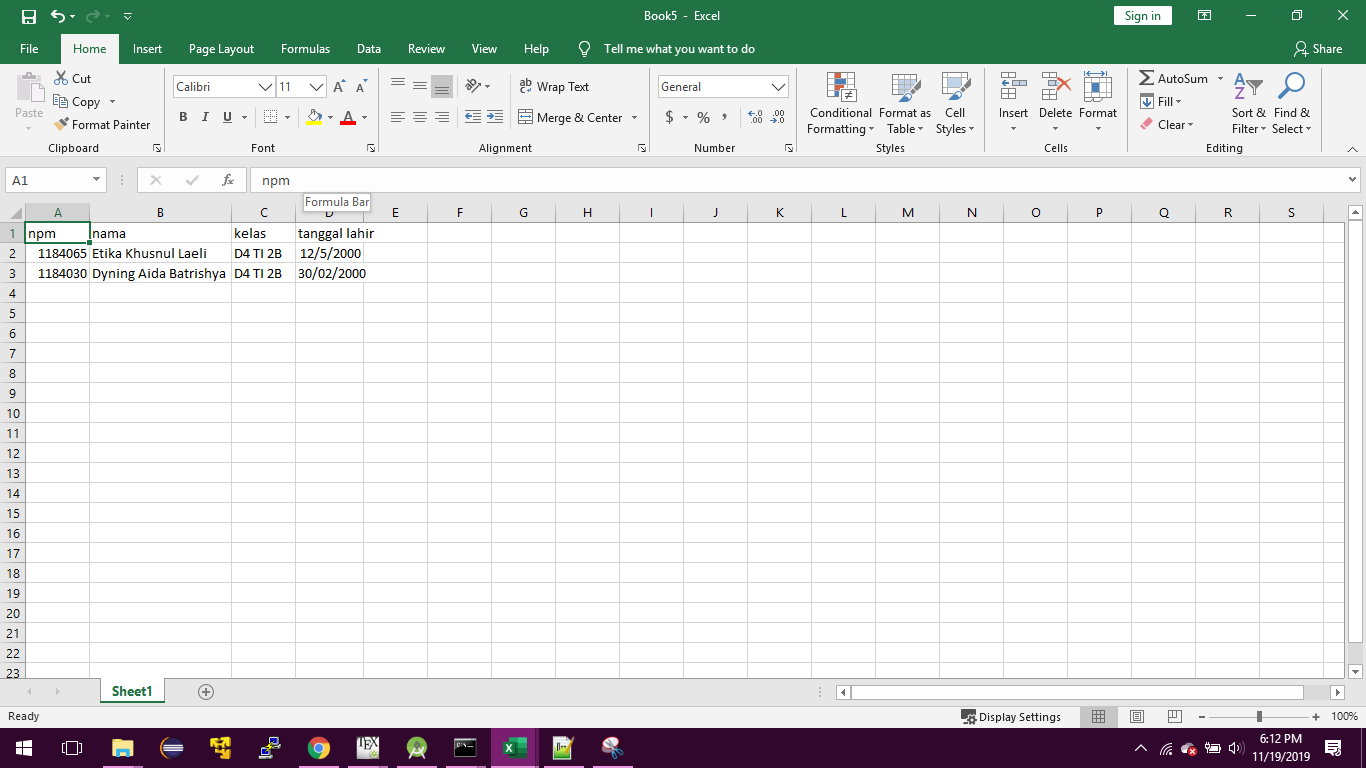 Book5 - Excel
Sign in
File Home Insert Page Layout Formulas Data Review View Help Tell me what you want to do Share
Paste
Cut
Copy
Format Painter
Clipboard
Calibri 11
B I U
Font
Wrap Text
Merge & Center
Alignment
General
$ % ,
Number
Conditional Formatting
Format as Table
Cell Styles
Styles
Insert Delete Format
Cells
AutoSum
Fill
Clear
Sort & Filter
Find & Select
Editing
A1 fx npm
Formula Bar
A B C D E F G H I J K L M N O P Q R S
1 npm nama kelas tanggal lahir
2 1184065 Etika Khusnul Laeli D4 TI 2B 12/5/2000
3 1184030 Dyning Aida Batrishya D4 TI 2B 30/02/2000
4
5
6
7
8
9
10
11
12
13
14
15
16
17
18
19
20
21
22
23
Sheet1
Ready Display Settings 100%
6:12 PM
11/19/2019